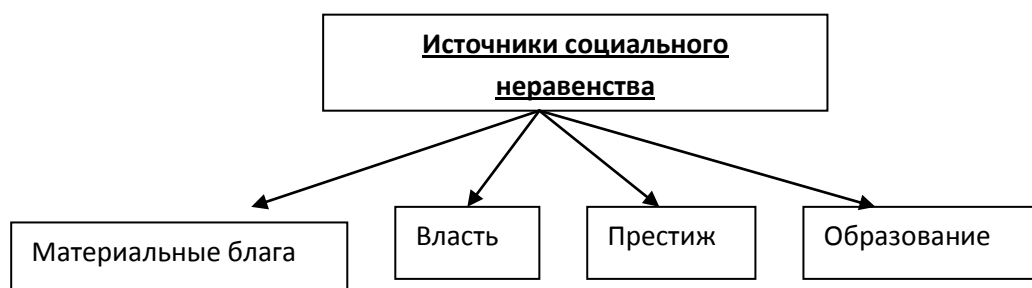 Источники социального
неравенства
Материальные блага
Власть
Престиж
Образование